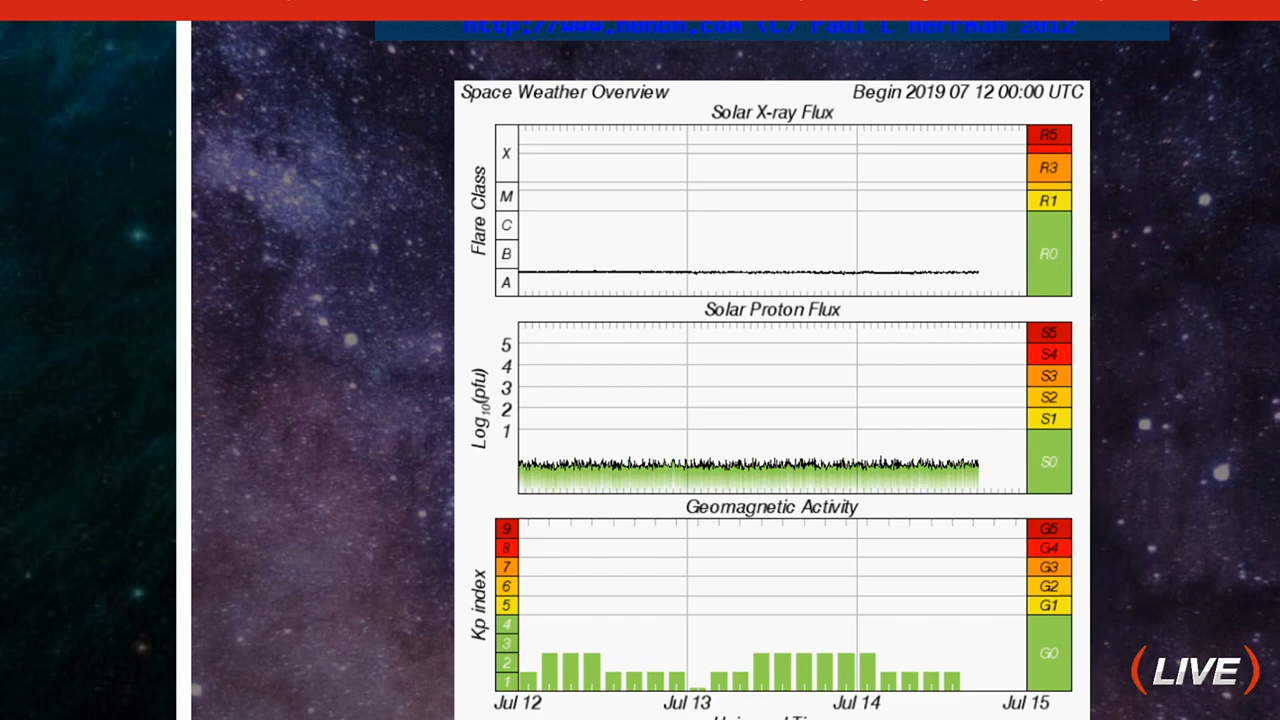 Space Weather Overview Begin 2019 07 12 00:00 UTC
Solar X-ray Flux
Flare Class
X
M
C
B
A
R5
R3
R1
R0
Solar Proton Flux
Log10(pfu)
5
4
3
2
1
S5
S4
S3
S2
S1
S0
Geomagnetic Activity
Kp index
9
8
7
6
5
4
3
2
1
G5
G4
G3
G2
G1
G0
Jul 12 Jul 13 Jul 14 Jul 15
(LIVE)